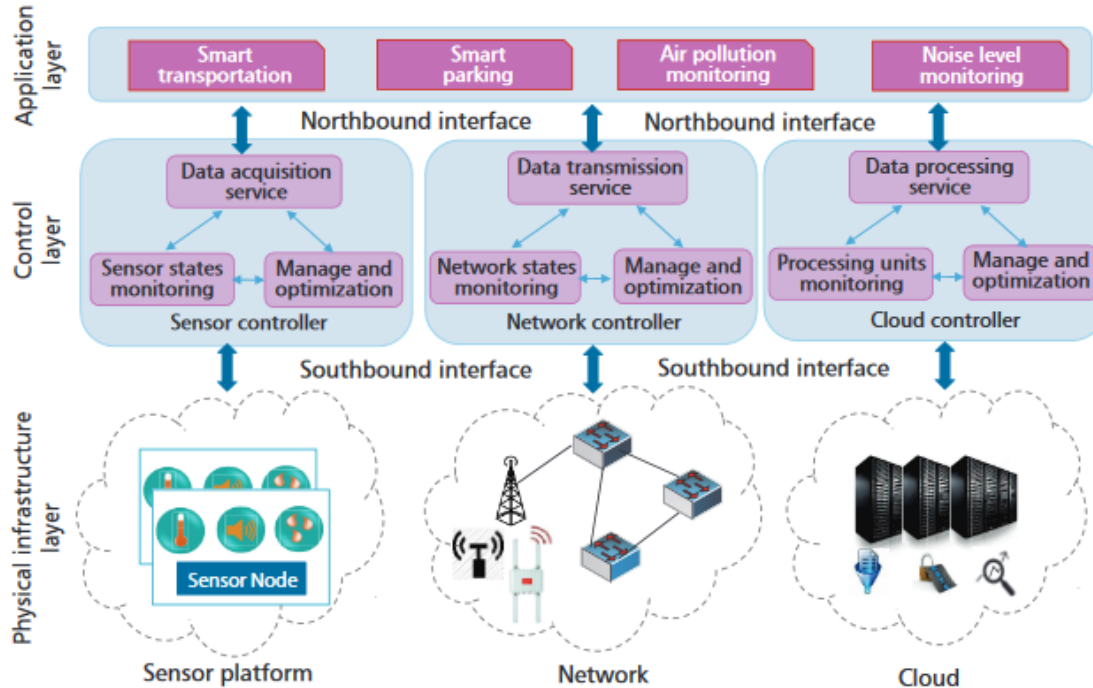 Application
layer
Smart
transportation
Smart
parking
Air pollution
monitoring
Noise level
monitoring
Northbound interface
Northbound interface
Control
layer
Data acquisition
service
Sensor states
monitoring
Manage and
optimization
Sensor controller
Data transmission
service
Network states
monitoring
Manage and
optimization
Network controller
Data processing
service
Processing units
monitoring
Manage and
optimization
Cloud controller
Southbound interface
Southbound interface
Physical infrastructure
layer
Sensor Node
Sensor platform
Network
Cloud